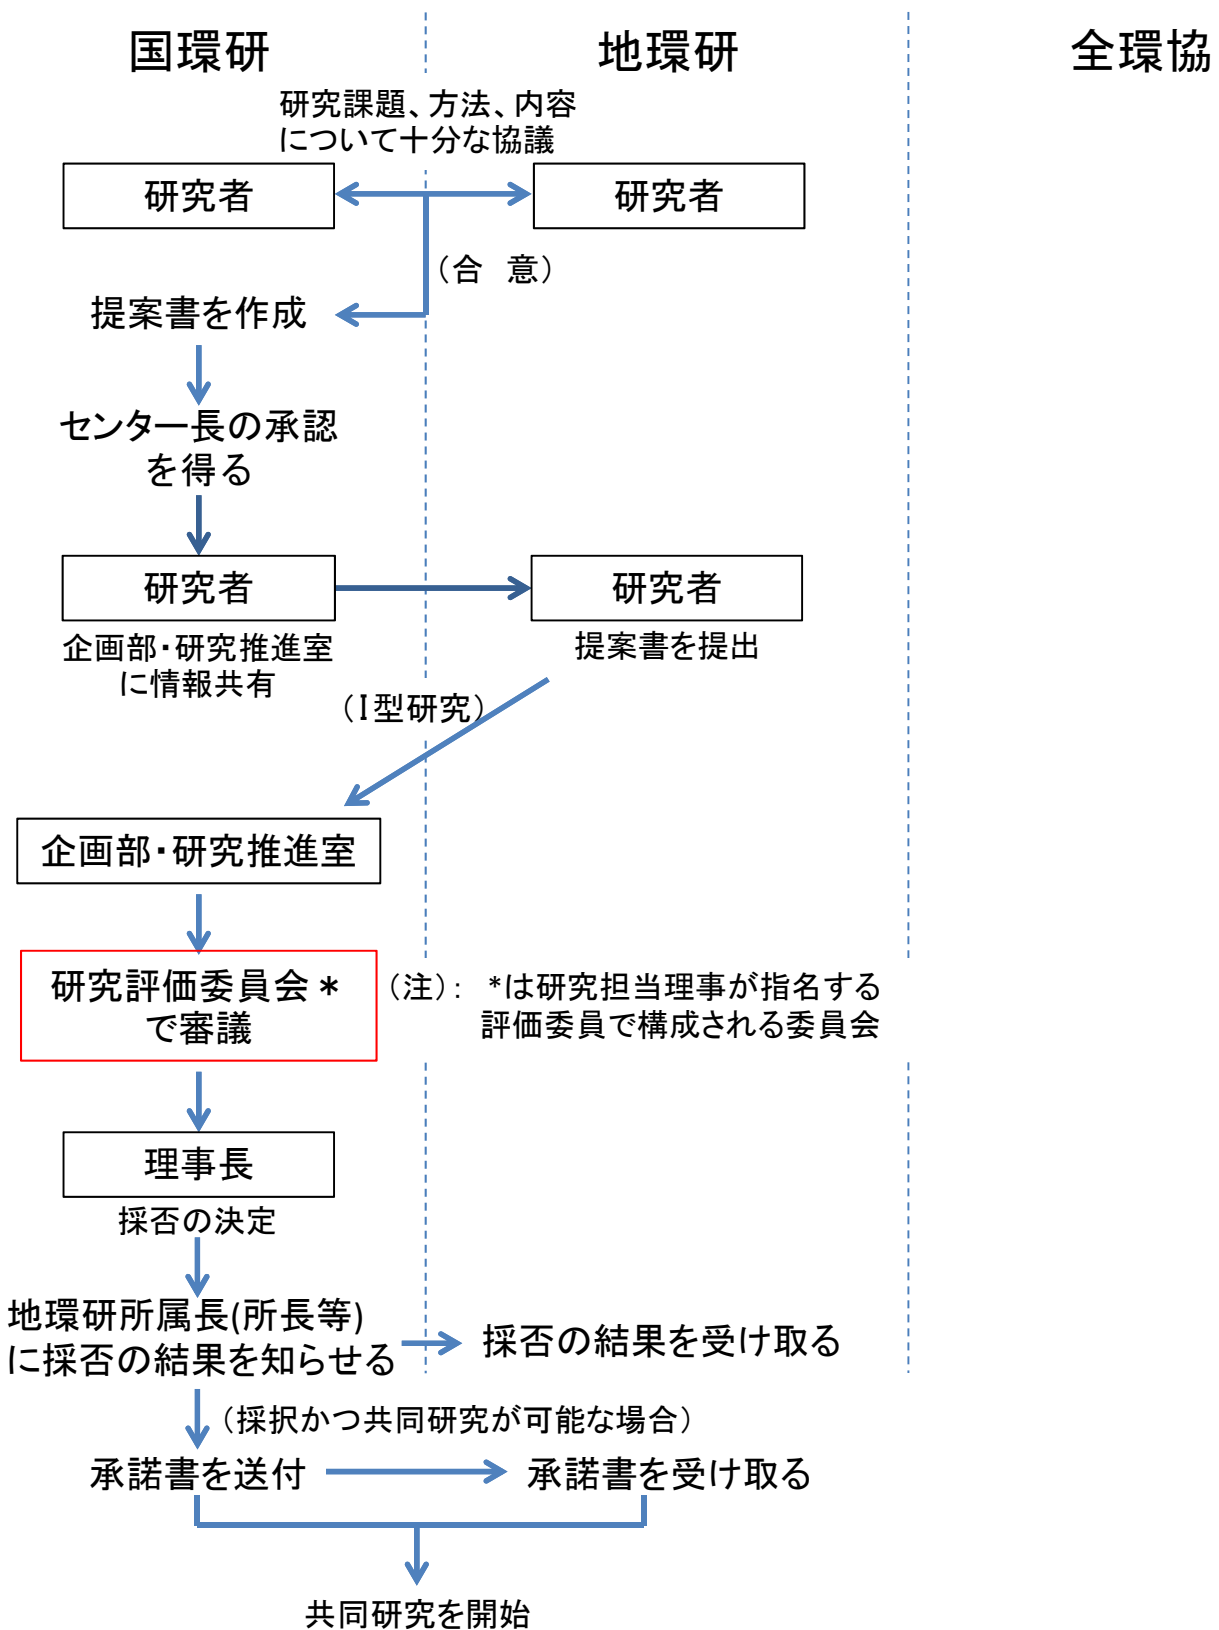 国環研
地環研
全環協
研究課題、方法、内容
について十分な協議
研究者
研究者
（合　意）
提案書を作成
センター長の承認
を得る
研究者
研究者
企画部・研究推進室
に情報共有
提案書を提出
（Ⅰ型研究）
企画部・研究推進室
研究評価委員会＊
で審議
（注）：　*は研究担当理事が指名する
評価委員で構成される委員会
理事長
採否の決定
地環研所属長(所長等)
に採否の結果を知らせる
採否の結果を受け取る
（採択かつ共同研究が可能な場合）
承諾書を送付
承諾書を受け取る
共同研究を開始